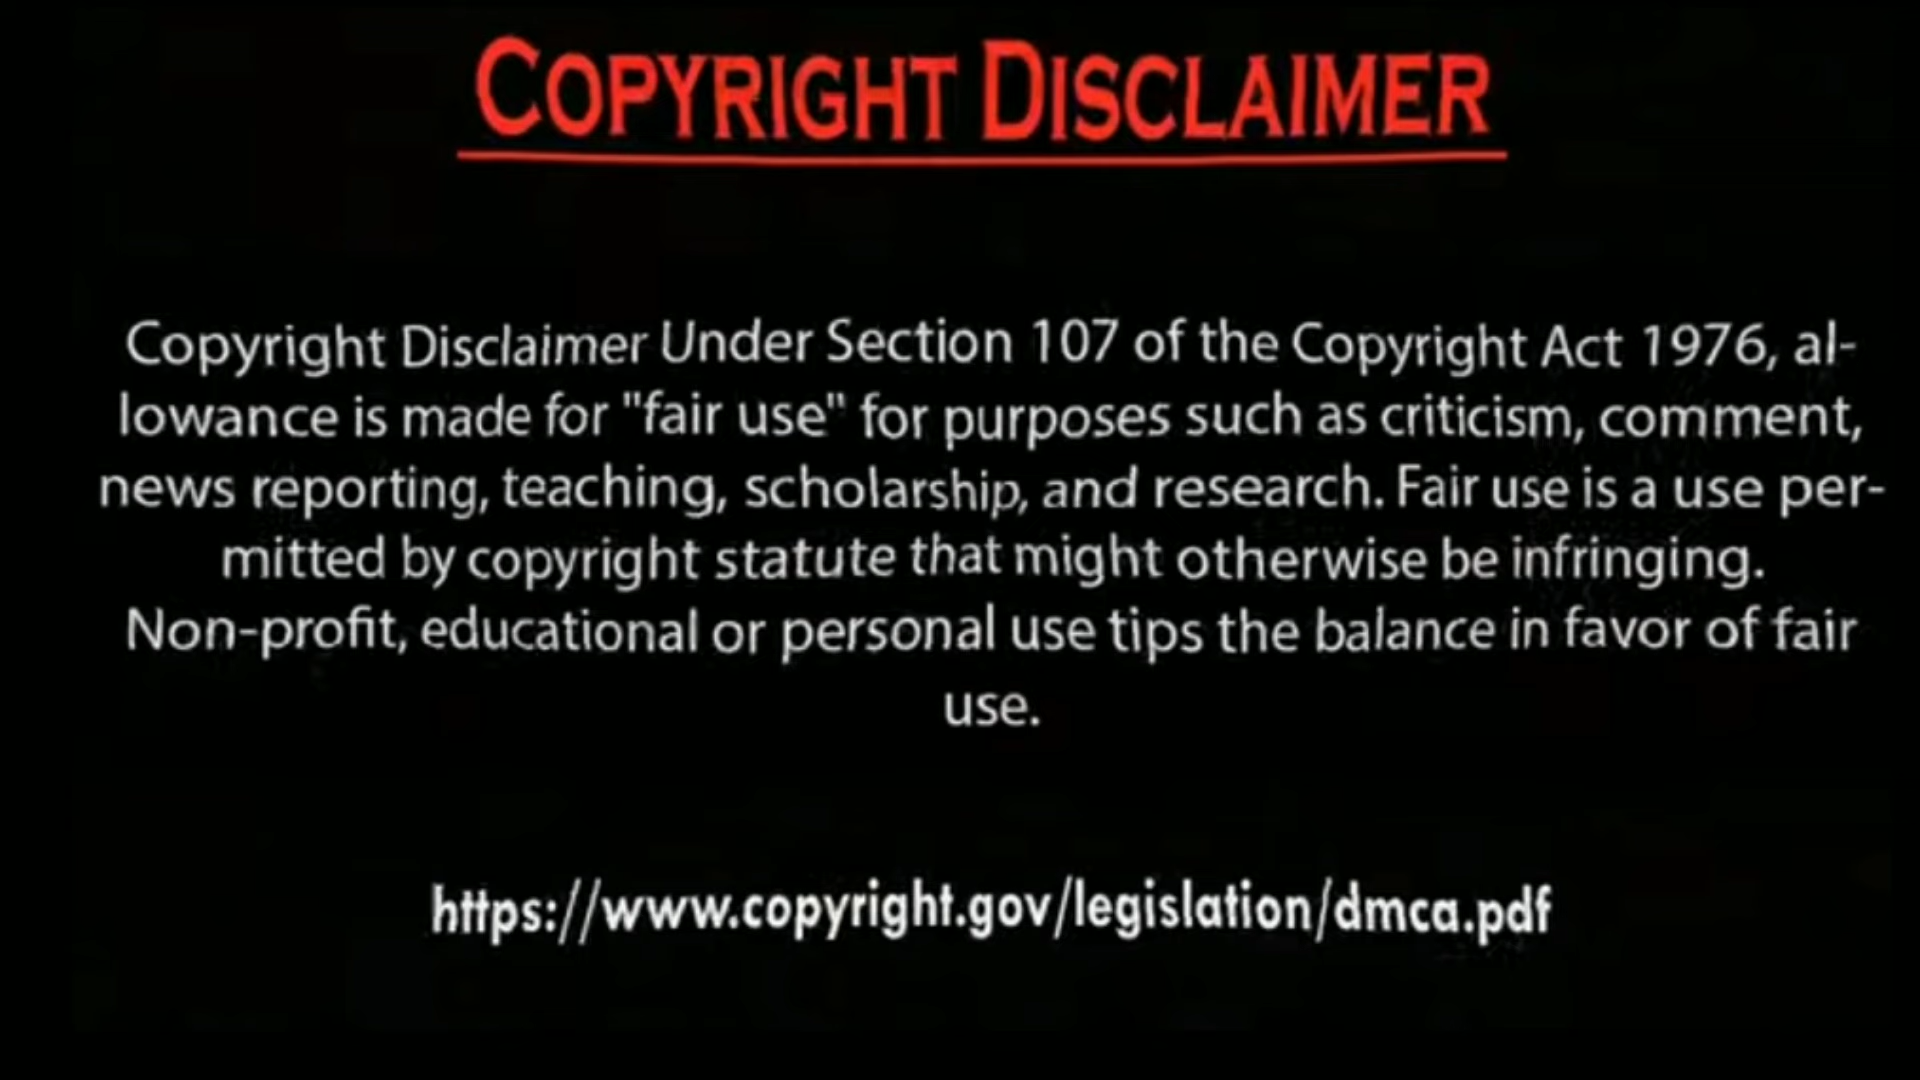 COPYRIGHT DISCLAIMER
Copyright Disclaimer Under Section 107 of the Copyright Act 1976, al-
lowance is made for "fair use" for purposes such as criticism, comment,
news reporting, teaching, scholarship, and research. Fair use is a use per-
mitted by copyright statute that might otherwise be infringing.
Non-profit, educational or personal use tips the balance in favor of fair
use.
https://www.copyright.gov/legislation/dmca.pdf